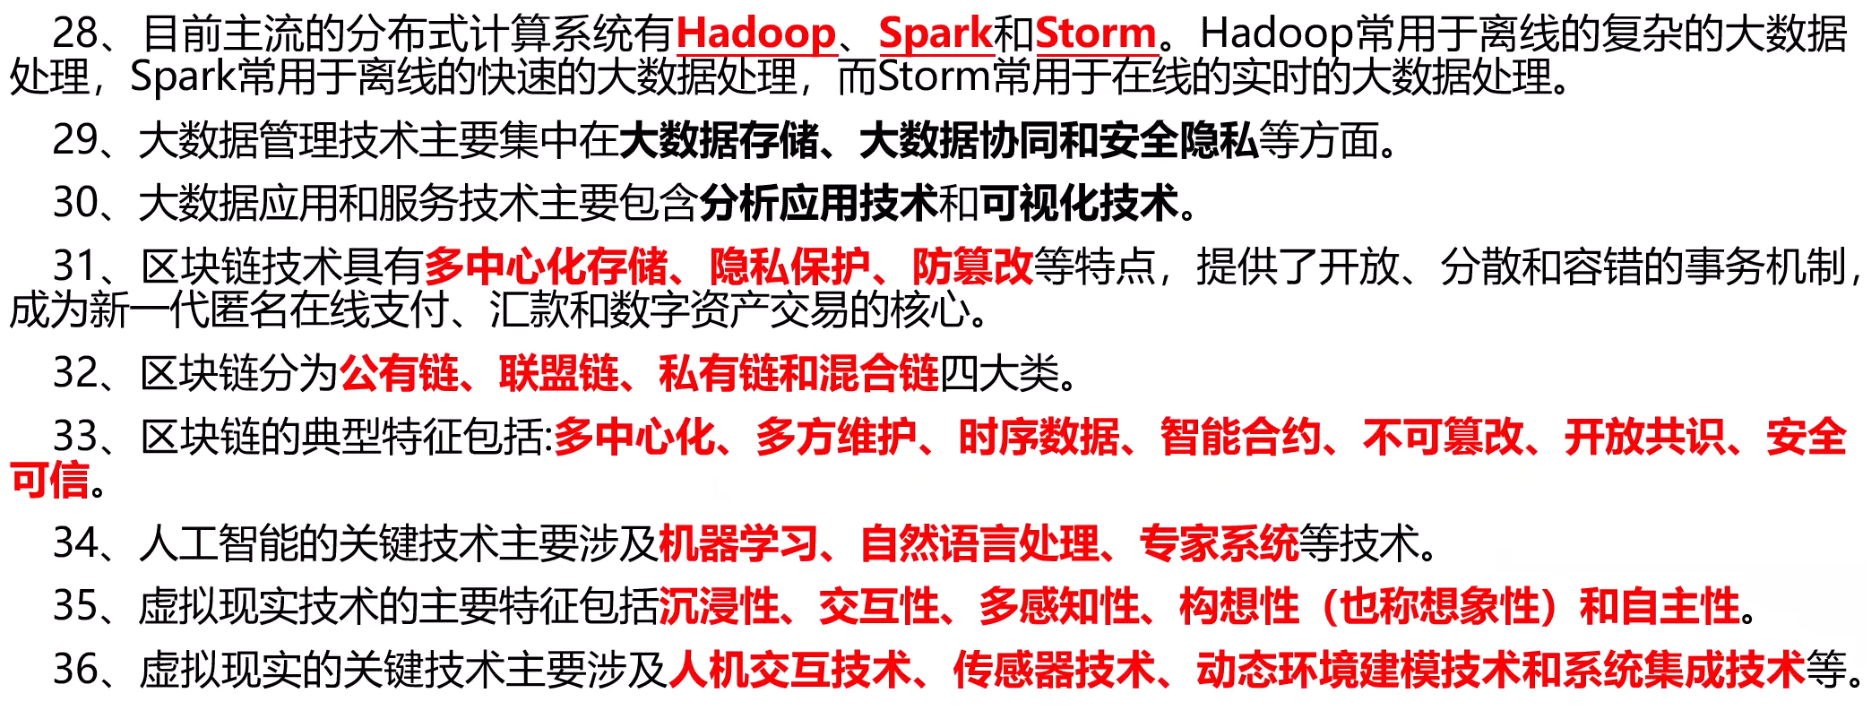 28、目前主流的分布式计算系统有Hadoop、Spark和Storm。Hadoop常用于离线的复杂的大数据
处理，Spark常用于离线的快速的大数据处理，而Storm常用于在线的实时的大数据处理。
29、大数据管理技术主要集中在大数据存储、大数据协同和安全隐私等方面。
30、大数据应用和服务技术主要包含分析应用技术和可视化技术。
31、区块链技术具有多中心化存储、隐私保护、防篡改等特点，提供了开放、分散和容错的事务机制，
成为新一代匿名在线支付、汇款和数字资产交易的核心。
32、区块链分为公有链、联盟链、私有链和混合链四大类。
33、区块链的典型特征包括:多中心化、多方维护、时序数据、智能合约、不可篡改、开放共识、安全
可信。
34、人工智能的关键技术主要涉及机器学习、自然语言处理、专家系统等技术。
35、虚拟现实技术的主要特征包括沉浸性、交互性、多感知性、构想性（也称想象性）和自主性。
36、虚拟现实的关键技术主要涉及人机交互技术、传感器技术、动态环境建模技术和系统集成技术等。